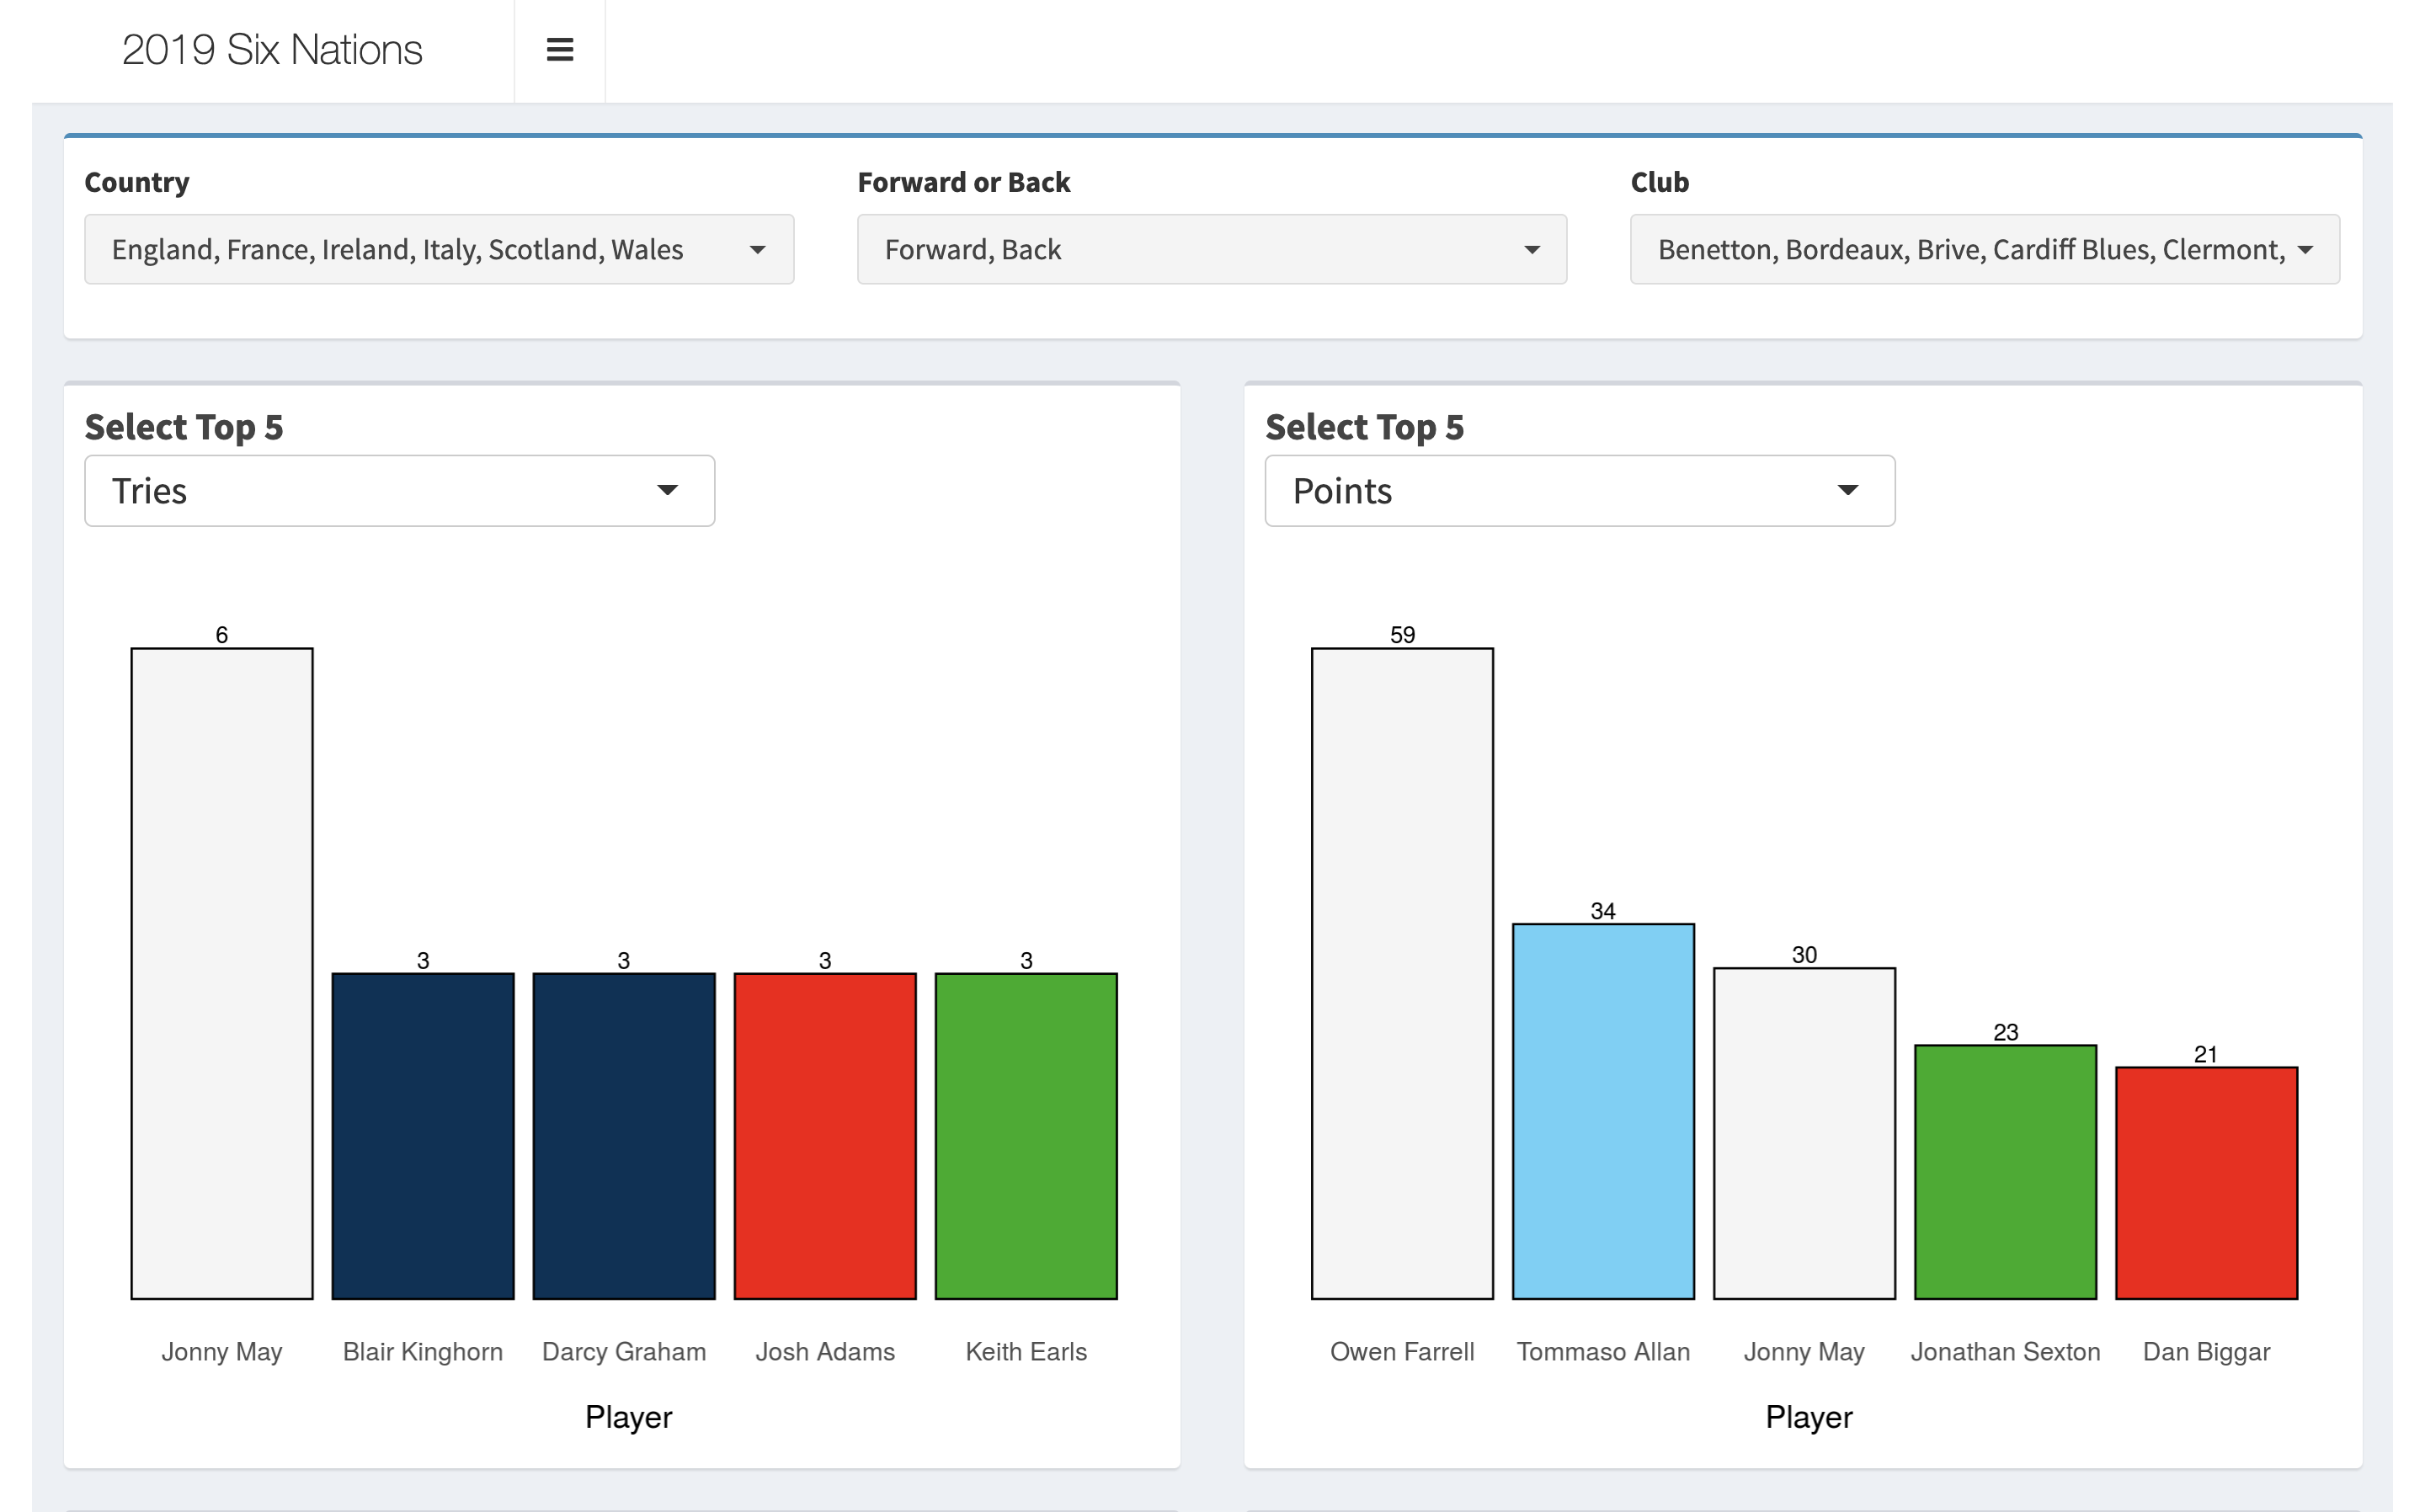 2019 Six Nations
Country
Forward or Back
Club
England, France, Ireland, Italy, Scotland, Wales
Forward, Back
Benetton, Bordeaux, Brive, Cardiff Blues, Clermont,
Select Top 5
Tries
6
3
3
3
3
Jonny May
Blair Kinghorn
Darcy Graham
Josh Adams
Keith Earls
Player
Select Top 5
Points
59
34
30
23
21
Owen Farrell
Tommaso Allan
Jonny May
Jonathan Sexton
Dan Biggar
Player